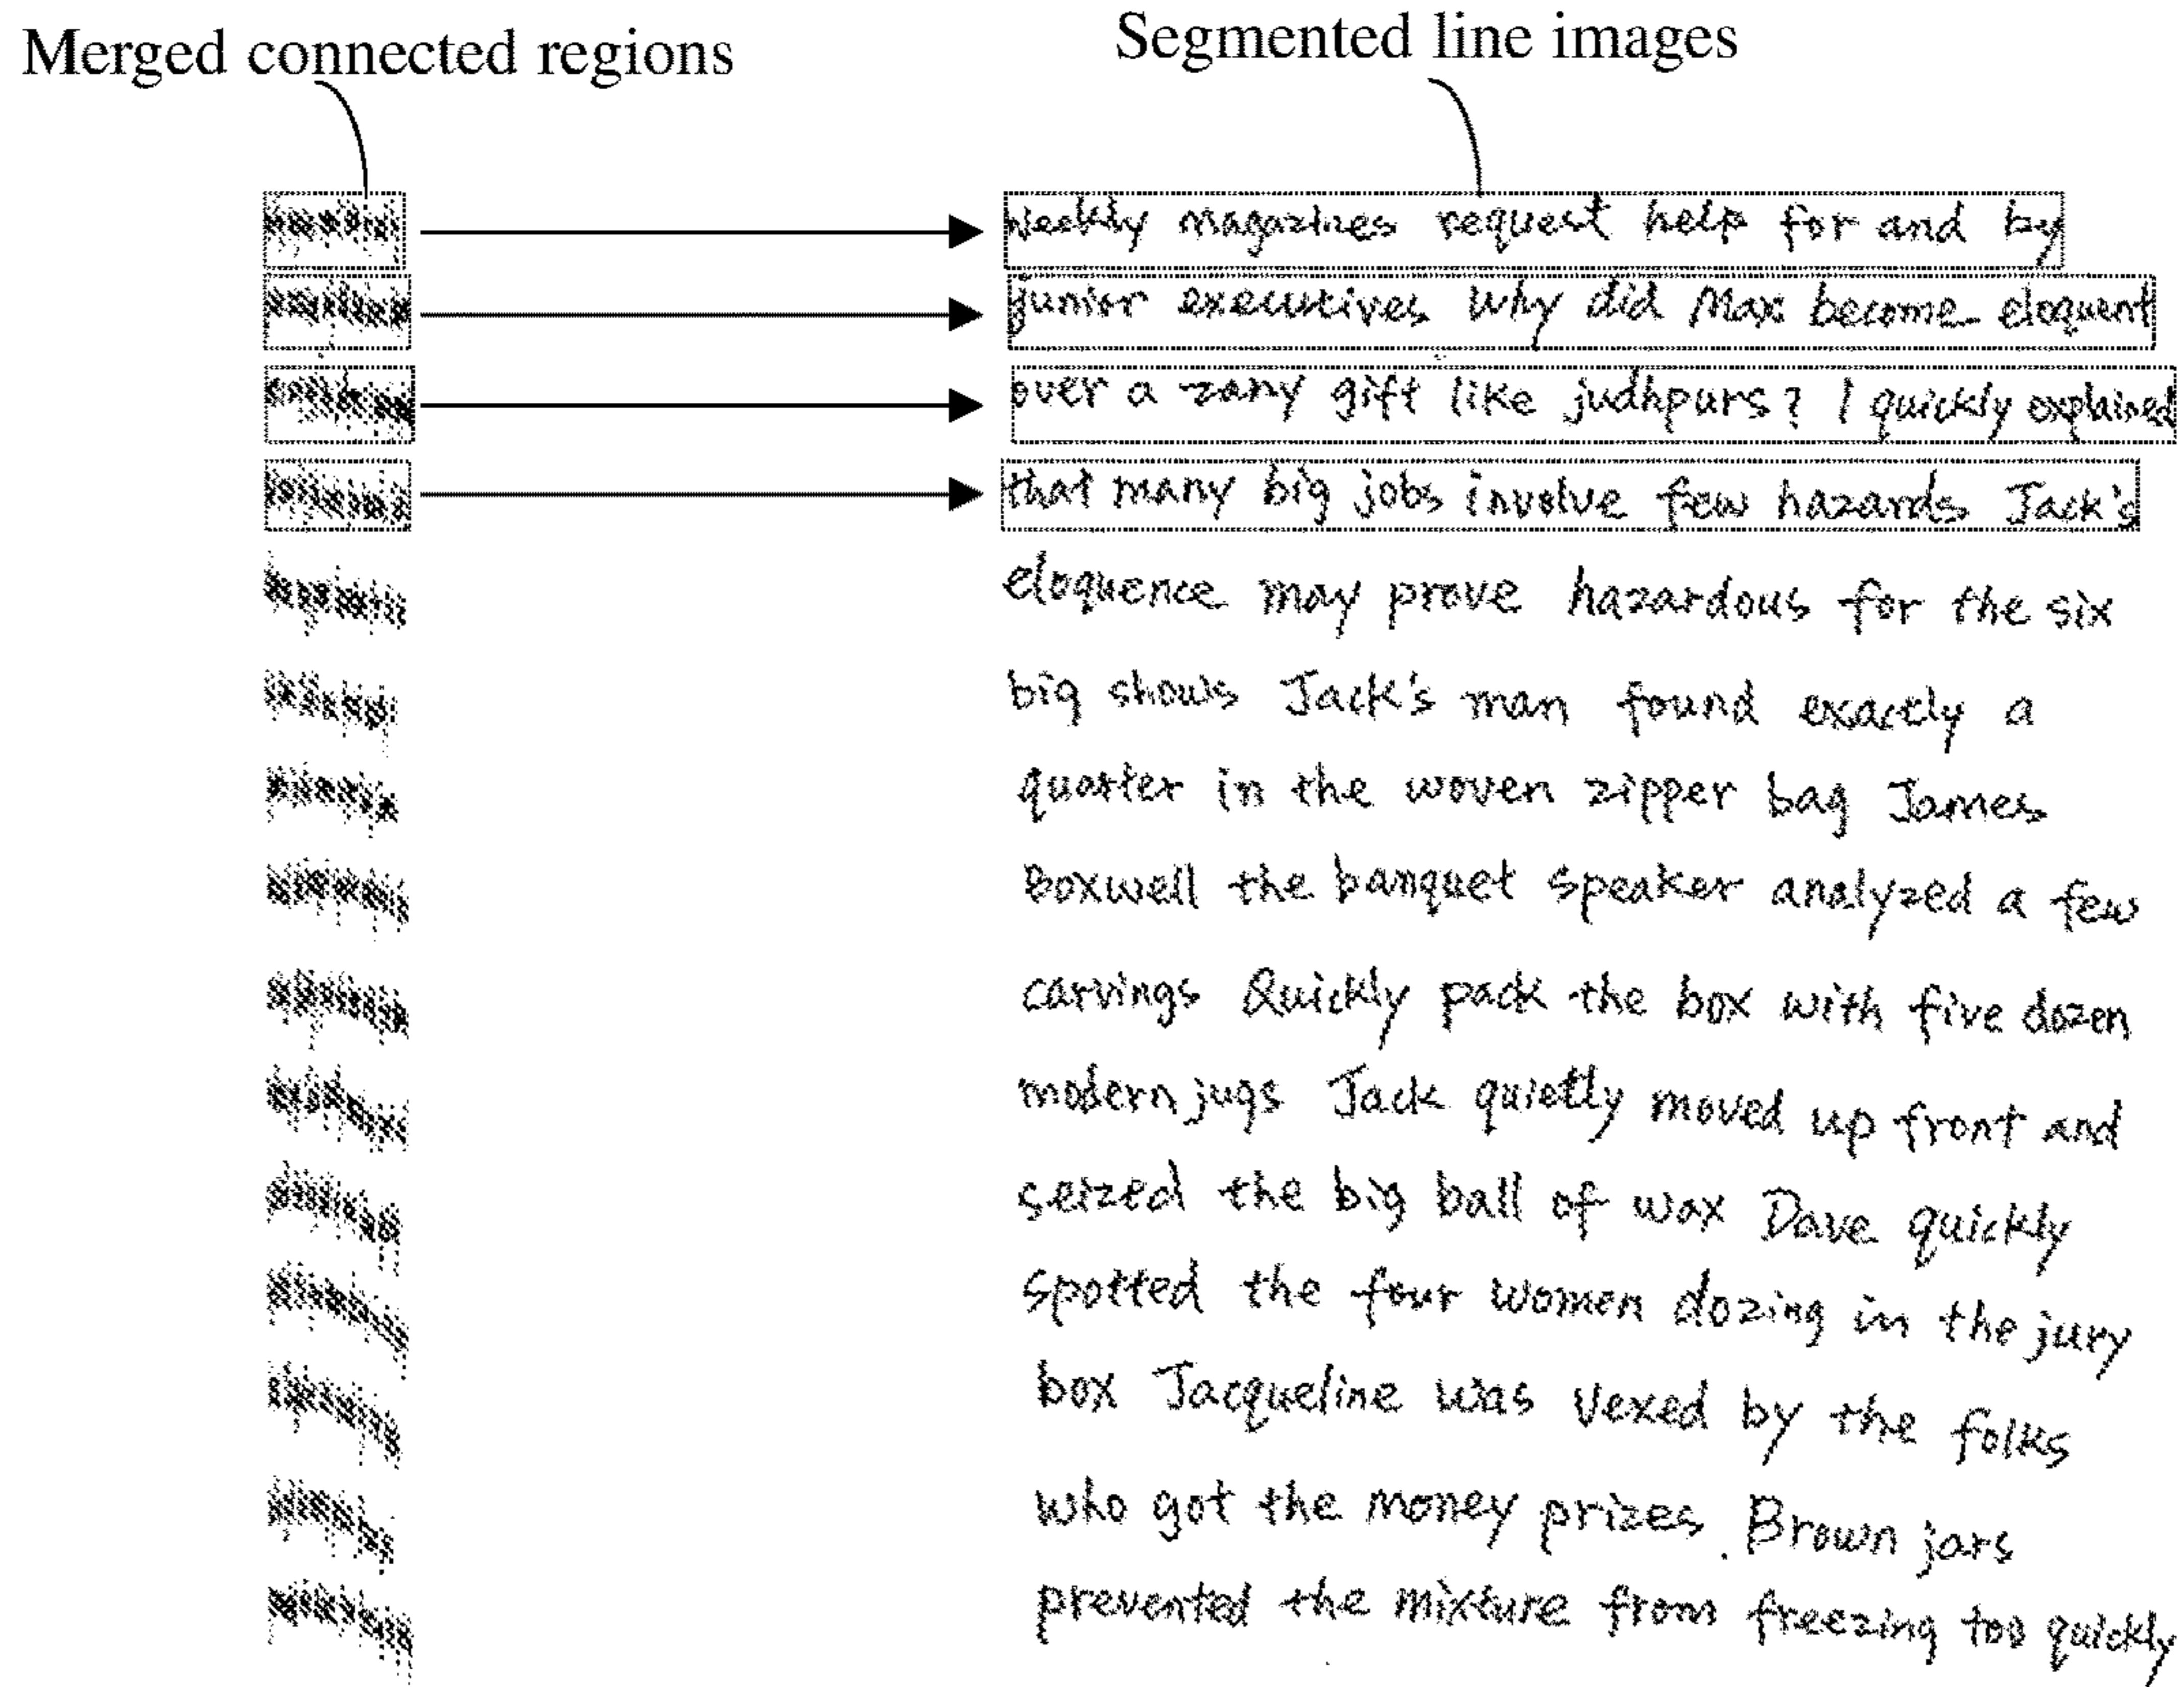 Merged connected regions
Segmented line images
Weekly magazines request help for and by
junior executives Why did Max become eloquent
over a zany gift like judhpurs? I quickly explained
that many big jobs involve few hazards Jack's
eloquence may prove hazardous for the six
big shows Jack's man found exactly a
quarter in the woven zipper bag James
Boxwell the banquet speaker analyzed a few
carvings Quickly pack the box with five dozen
modern jugs Jack quietly moved up front and
seized the big ball of wax Dave quickly
spotted the four women dozing in the jury
box Jacqueline was vexed by the folks
who got the money prizes. Brown jars
prevented the mixture from freezing too quickly